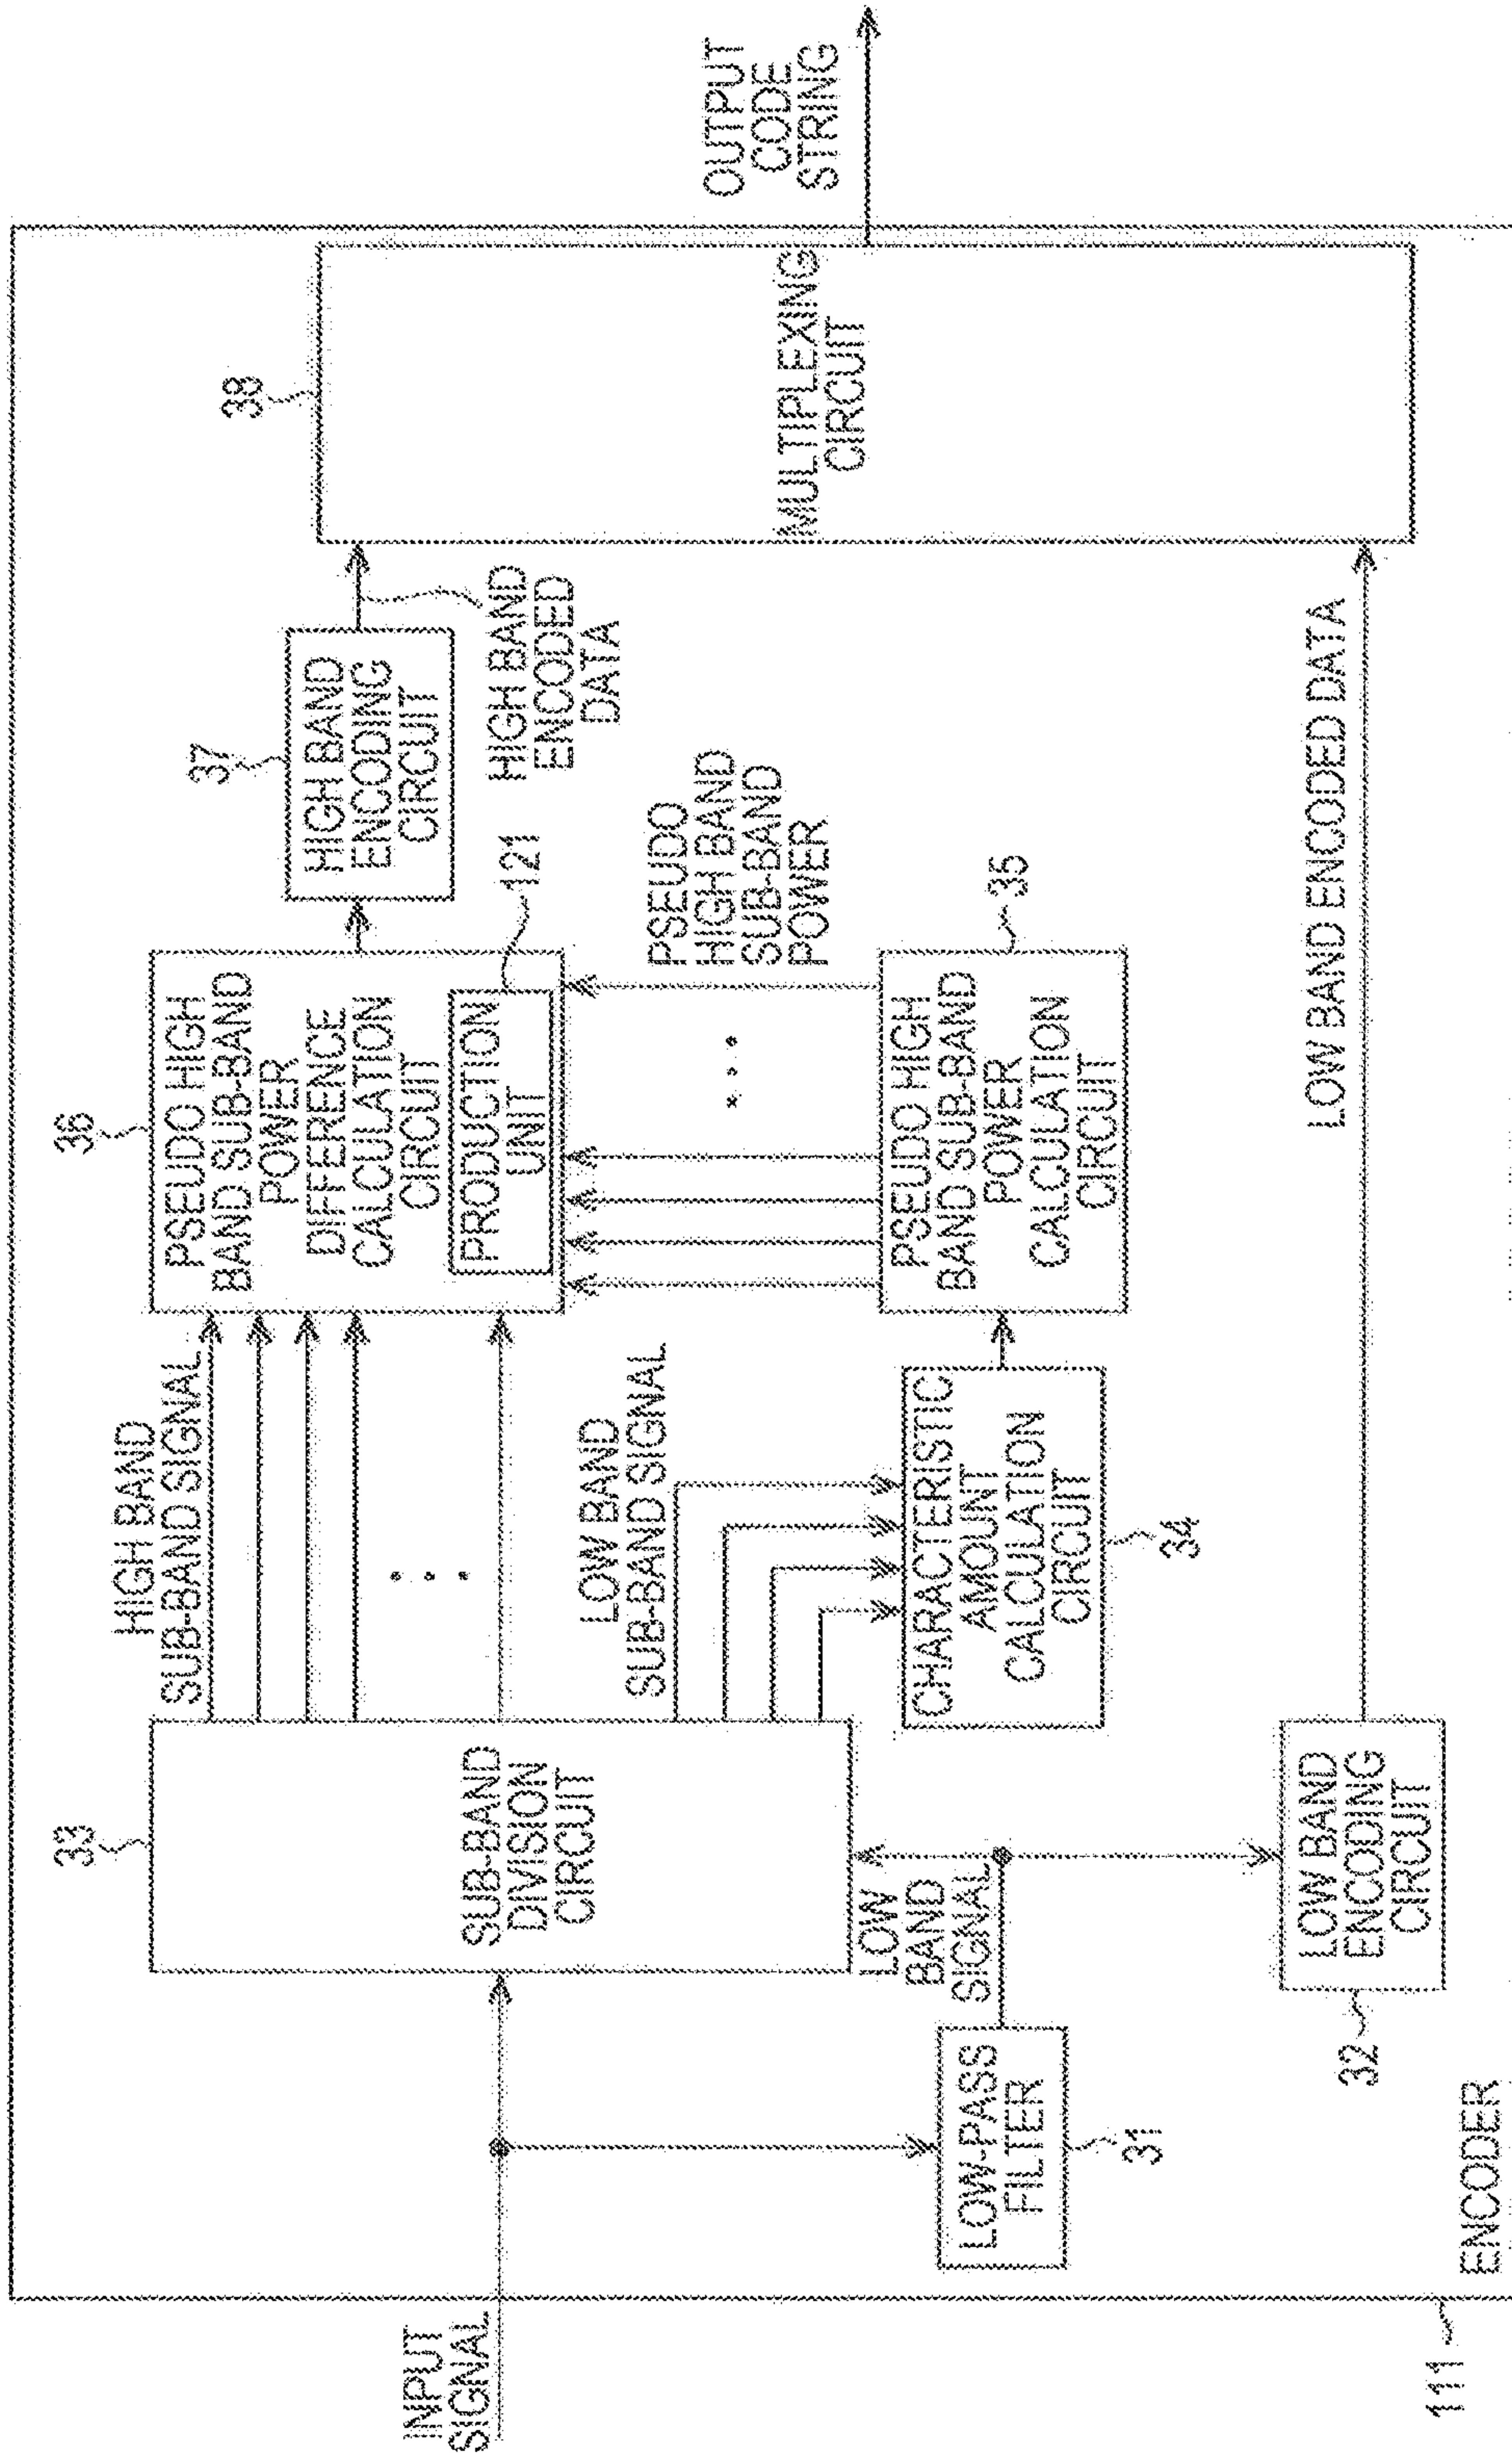 INPUT
SIGNAL
111
ENCODER
33
SUB-BAND
DIVISION
CIRCUIT
LOW
BAND
SIGNAL
LOW-PASS
FILTER
31
LOW BAND
ENCODING
CIRCUIT
32
HIGH BAND
SUB-BAND SIGNAL
LOW BAND
SUB-BAND SIGNAL
CHARACTERISTIC
AMOUNT
CALCULATION
CIRCUIT
34
36
PSEUDO HIGH
BAND SUB-BAND
POWER
DIFFERENCE
CALCULATION
CIRCUIT
PRODUCTION
UNIT
121
PSEUDO
HIGH BAND
SUB-BAND
POWER
35
PSEUDO HIGH
BAND SUB-BAND
POWER
CALCULATION
CIRCUIT
37
HIGH BAND
ENCODING
CIRCUIT
HIGH BAND
ENCODED
DATA
LOW BAND ENCODED DATA
38
MULTIPLEXING
CIRCUIT
OUTPUT
CODE
STRING